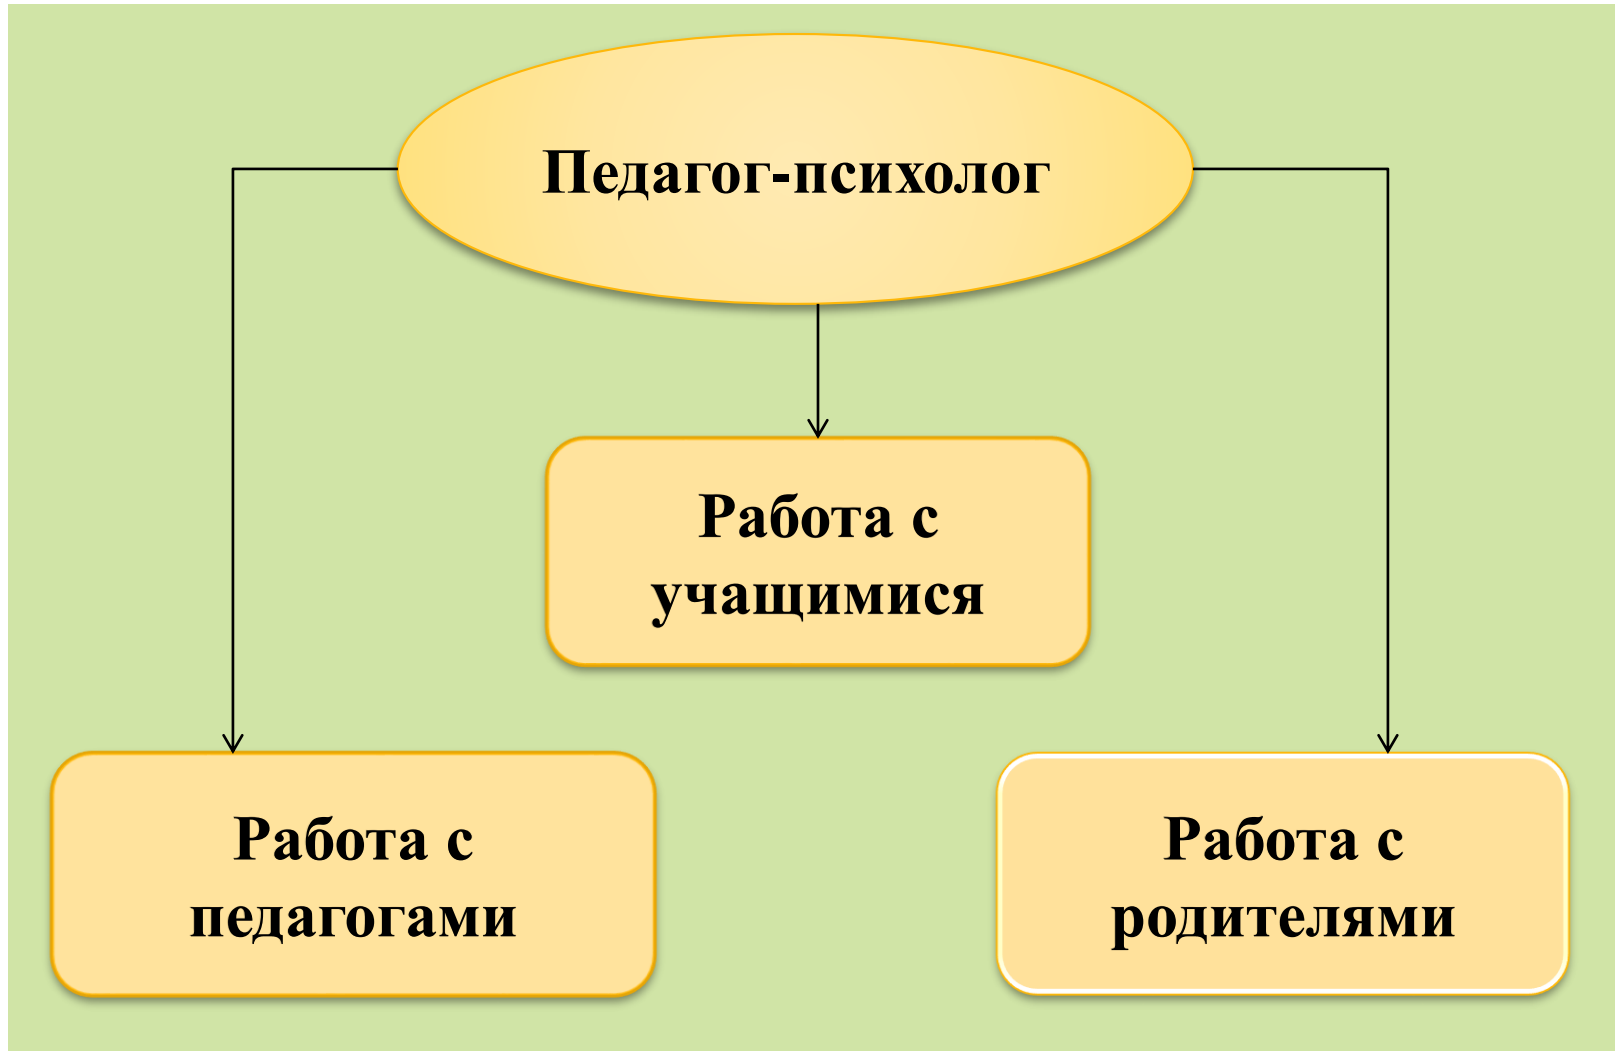 Педагог-психолог
Работа с
учащимися
Работа с
педагогами
Работа с
родителями